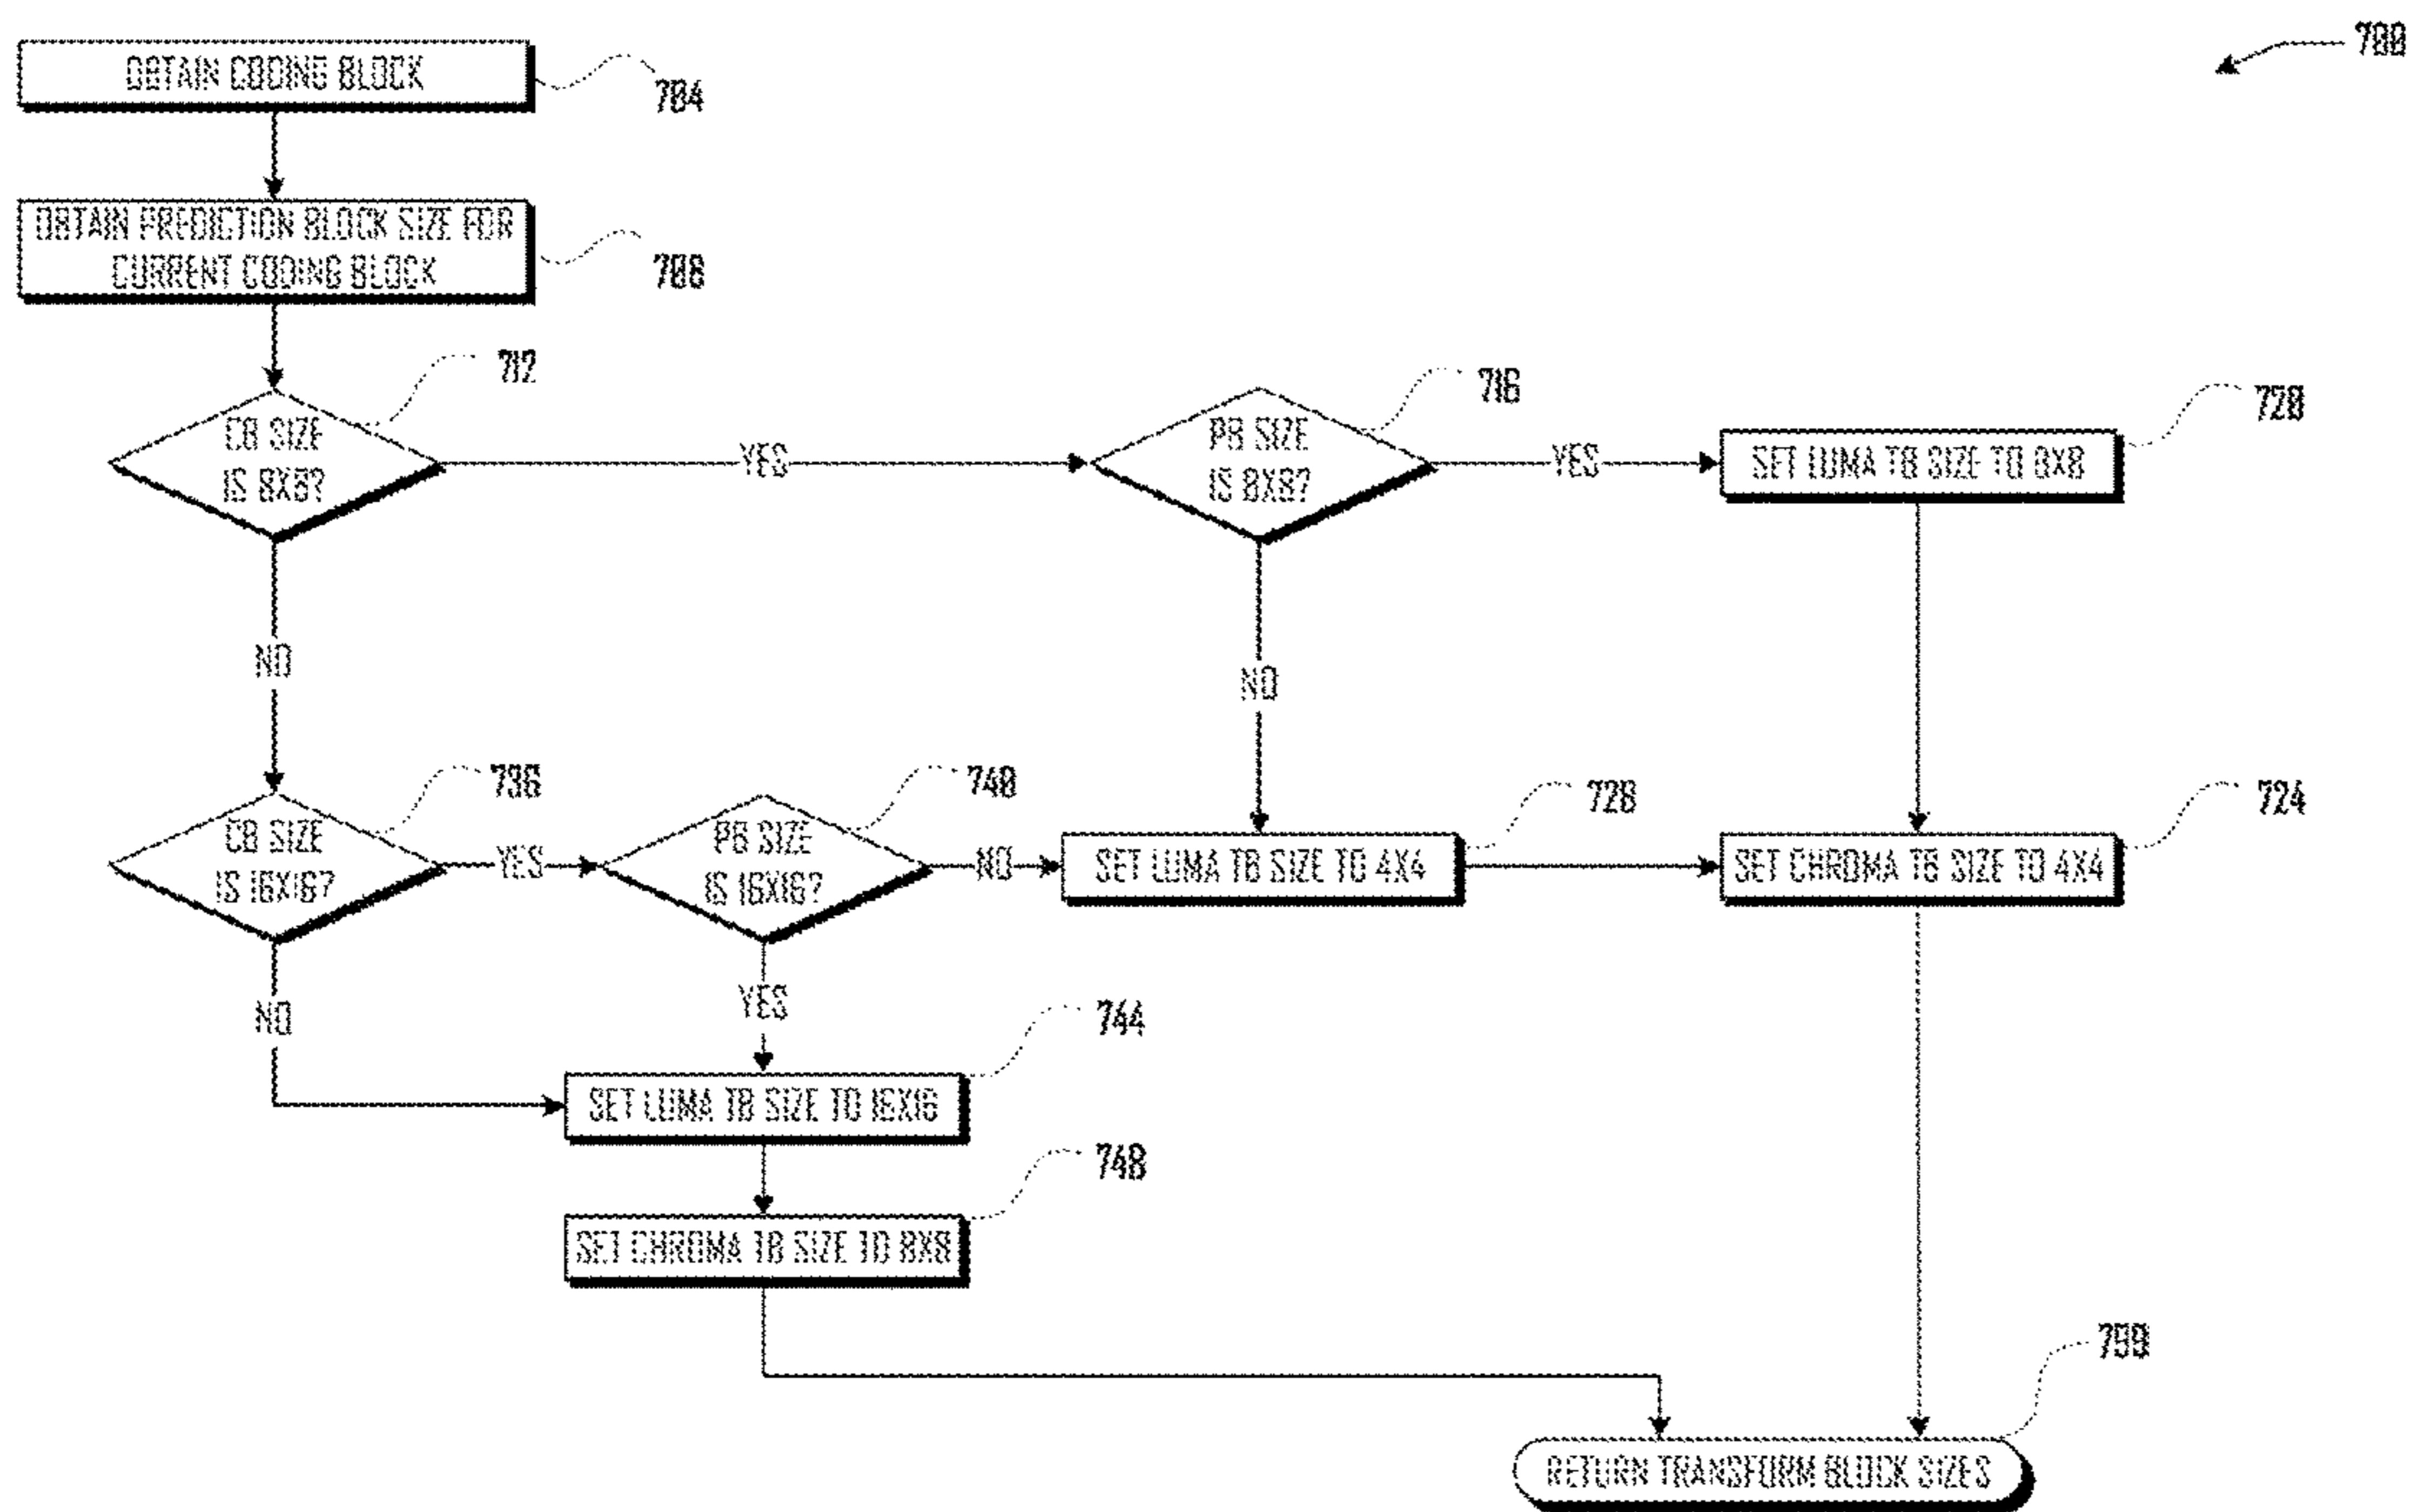 700
OBTAIN CODING BLOCK
704
OBTAIN PREDICTION BLOCK SIZE FOR
CURRENT CODING BLOCK
708
712
CB SIZE
IS 8X8?
YES
716
PB SIZE
IS 8X8?
YES
720
SET LUMA TB SIZE TO 8X8
NO
NO
736
CB SIZE
IS 16X16?
YES
740
PB SIZE
IS 16X16?
NO
728
SET LUMA TB SIZE TO 4X4
724
SET CHROMA TB SIZE TO 4X4
NO
YES
744
SET LUMA TB SIZE TO 16X16
748
SET CHROMA TB SIZE TO 8X8
799
RETURN TRANSFORM BLOCK SIZES